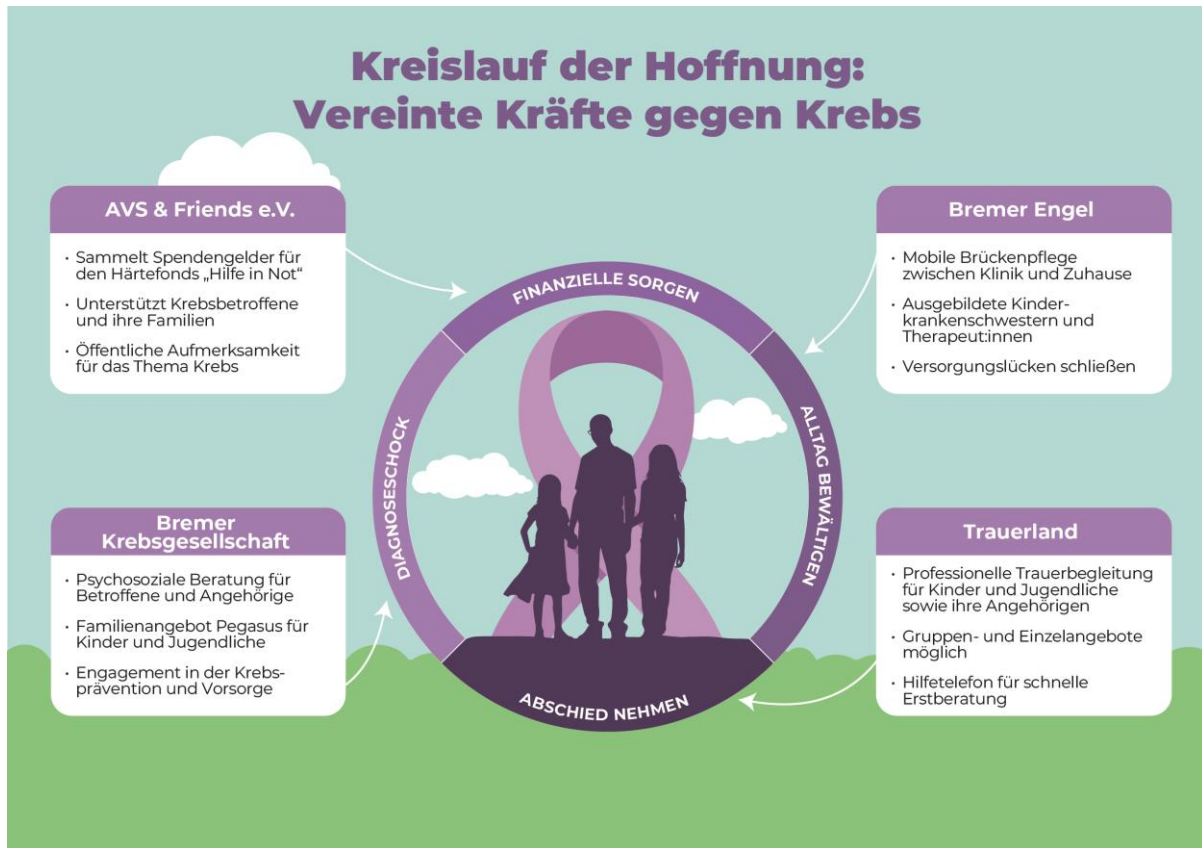 Kreislauf der Hoffnung:
Vereinte Kräfte gegen Krebs
AVS & Friends e.V.
· Sammelt Spendengelder für
den Härtefonds „Hilfe in Not“
· Unterstützt Krebsbetroffene
und ihre Familien
· Öffentliche Aufmerksamkeit
für das Thema Krebs
Bremer Engel
· Mobile Brückenpflege
zwischen Klinik und Zuhause
· Ausgebildete Kinder-
krankenschwestern und
Therapeut:innen
· Versorgungslücken schließen
FINANZIELLE SORGEN
DIAGNOSESCHOCK
ALLTAG BEWÄLTIGEN
ABSCHIED NEHMEN
Bremer
Krebsgesellschaft
· Psychosoziale Beratung für
Betroffene und Angehörige
· Familienangebot Pegasus für
Kinder und Jugendliche
· Engagement in der Krebs-
prävention und Vorsorge
Trauerland
· Professionelle Trauerbegleitung
für Kinder und Jugendliche
sowie ihre Angehörigen
· Gruppen- und Einzelangebote
möglich
· Hilfetelefon für schnelle
Erstberatung